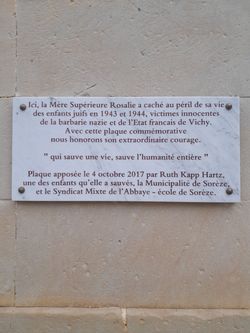 Ici, la Mère Supérieure Rosalie a caché au péril de sa vie
des enfants juifs en 1943 et 1944, victimes innocentes
de la barbarie nazie et de l'Etat francais de Vichy.
Avec cette plaque commémorative
nous honorons son extraordinaire courage.
" qui sauve une vie, sauve l'humanité entière "
Plaque apposée le 4 octobre 2017 par Ruth Kapp Hartz,
une des enfants qu'elle a sauvés, la Municipalité de Sorèze,
et le Syndicat Mixte de l'Abbaye - école de Sorèze.